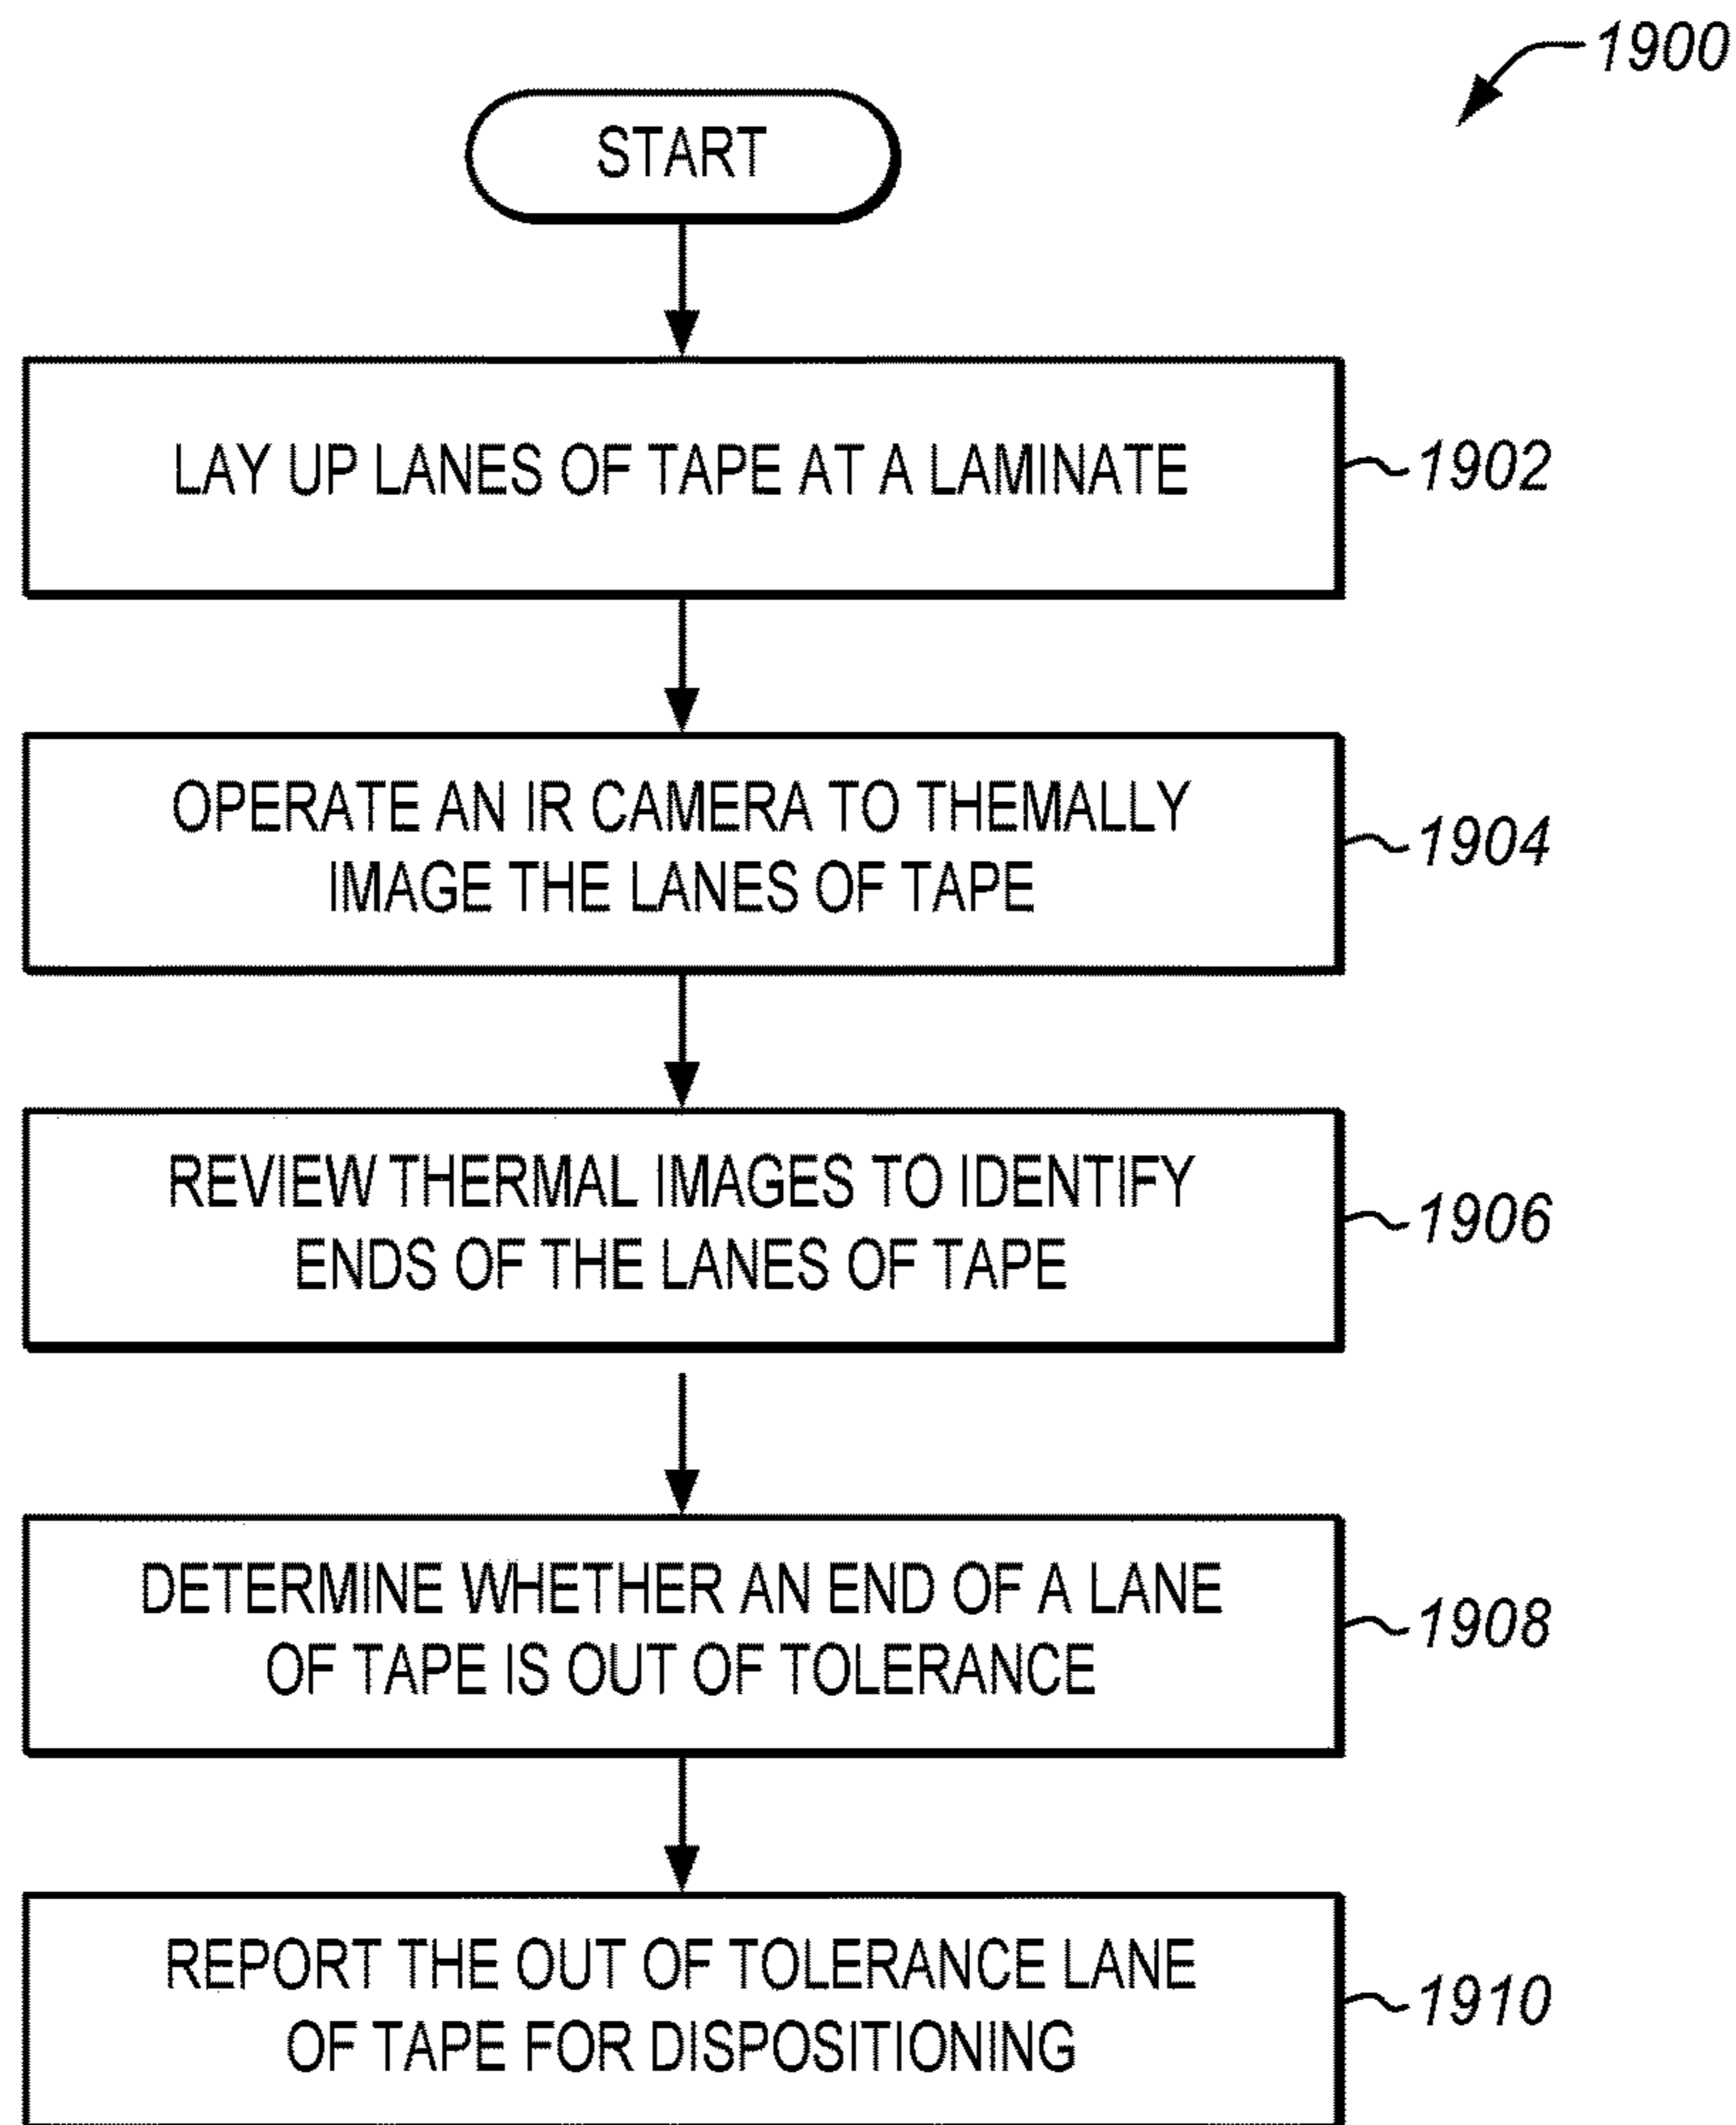 1900
START
LAY UP LANES OF TAPE AT A LAMINATE
1902
OPERATE AN IR CAMERA TO THEMALLY
IMAGE THE LANES OF TAPE
1904
REVIEW THERMAL IMAGES TO IDENTIFY
ENDS OF THE LANES OF TAPE
1906
DETERMINE WHETHER AN END OF A LANE
OF TAPE IS OUT OF TOLERANCE
1908
REPORT THE OUT OF TOLERANCE LANE
OF TAPE FOR DISPOSITIONING
1910